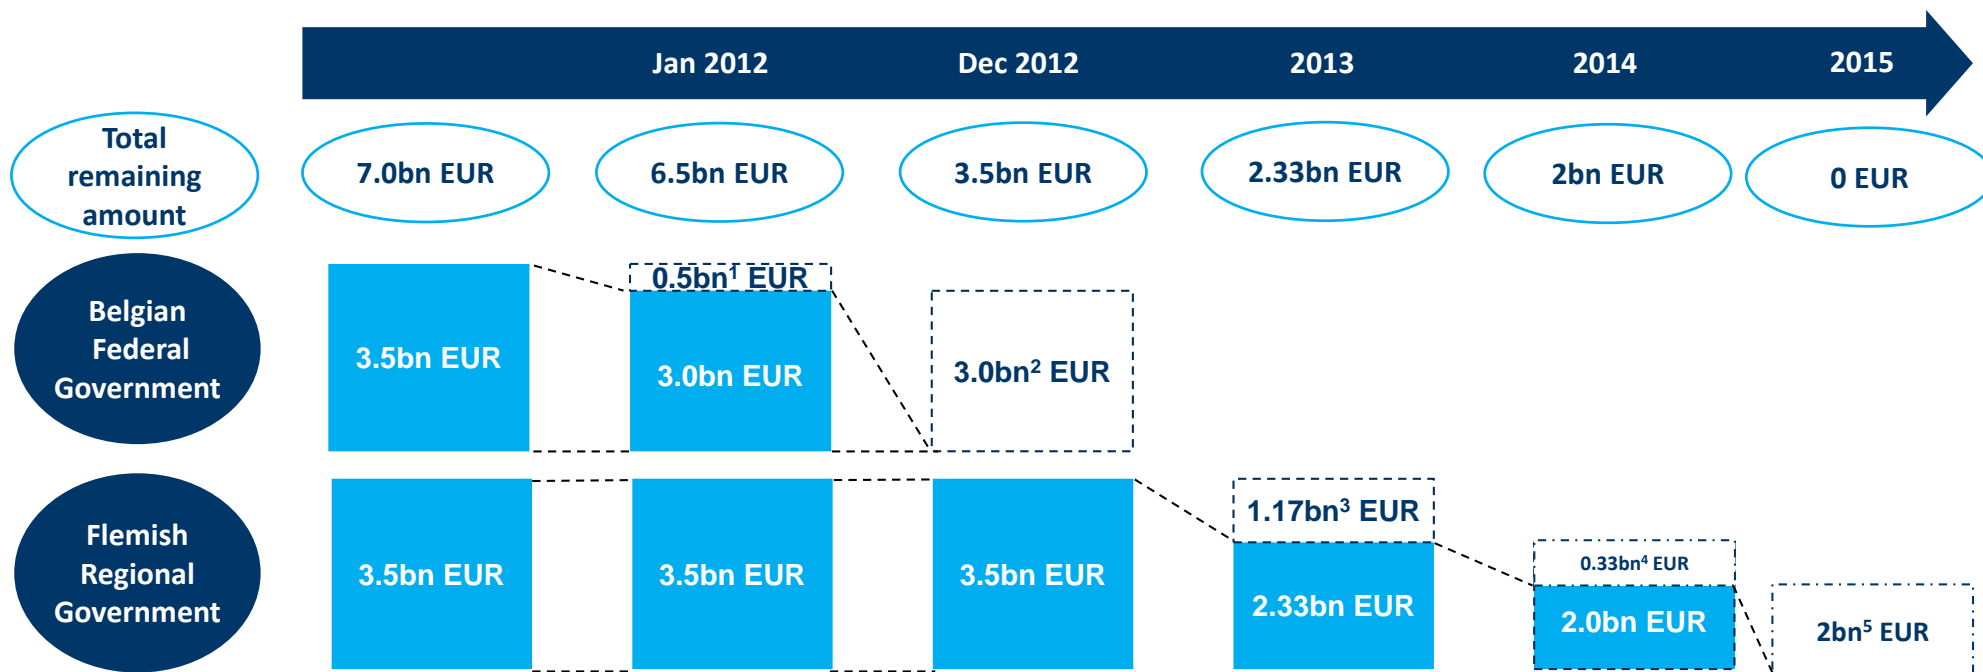 Jan 2012 Dec 2012 2013 2014 2015
Total
remaining
amount
7.0bn EUR 6.5bn EUR 3.5bn EUR 2.33bn EUR 2bn EUR 0 EUR
Belgian
Federal
Government
3.5bn EUR
0.5bn¹ EUR
3.0bn EUR
3.0bn² EUR
Flemish
Regional
Government
3.5bn EUR
3.5bn EUR
3.5bn EUR
1.17bn³ EUR
2.33bn EUR
0.33bn⁴ EUR
2.0bn EUR
2bn⁵ EUR